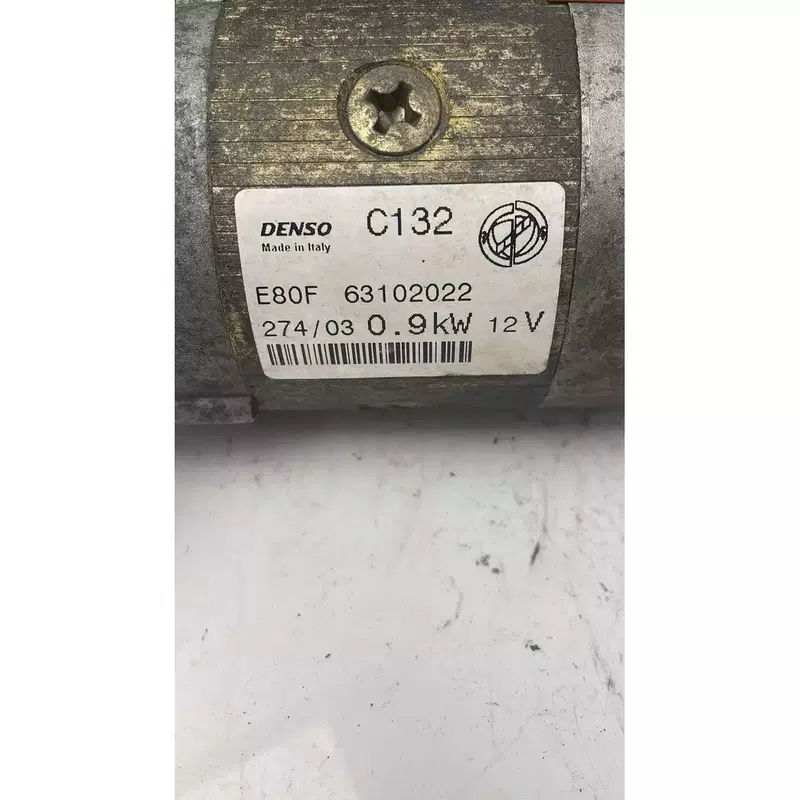 DENSO C132
Made in Italy
E80F 63102022
274/03 0.9kW 12V